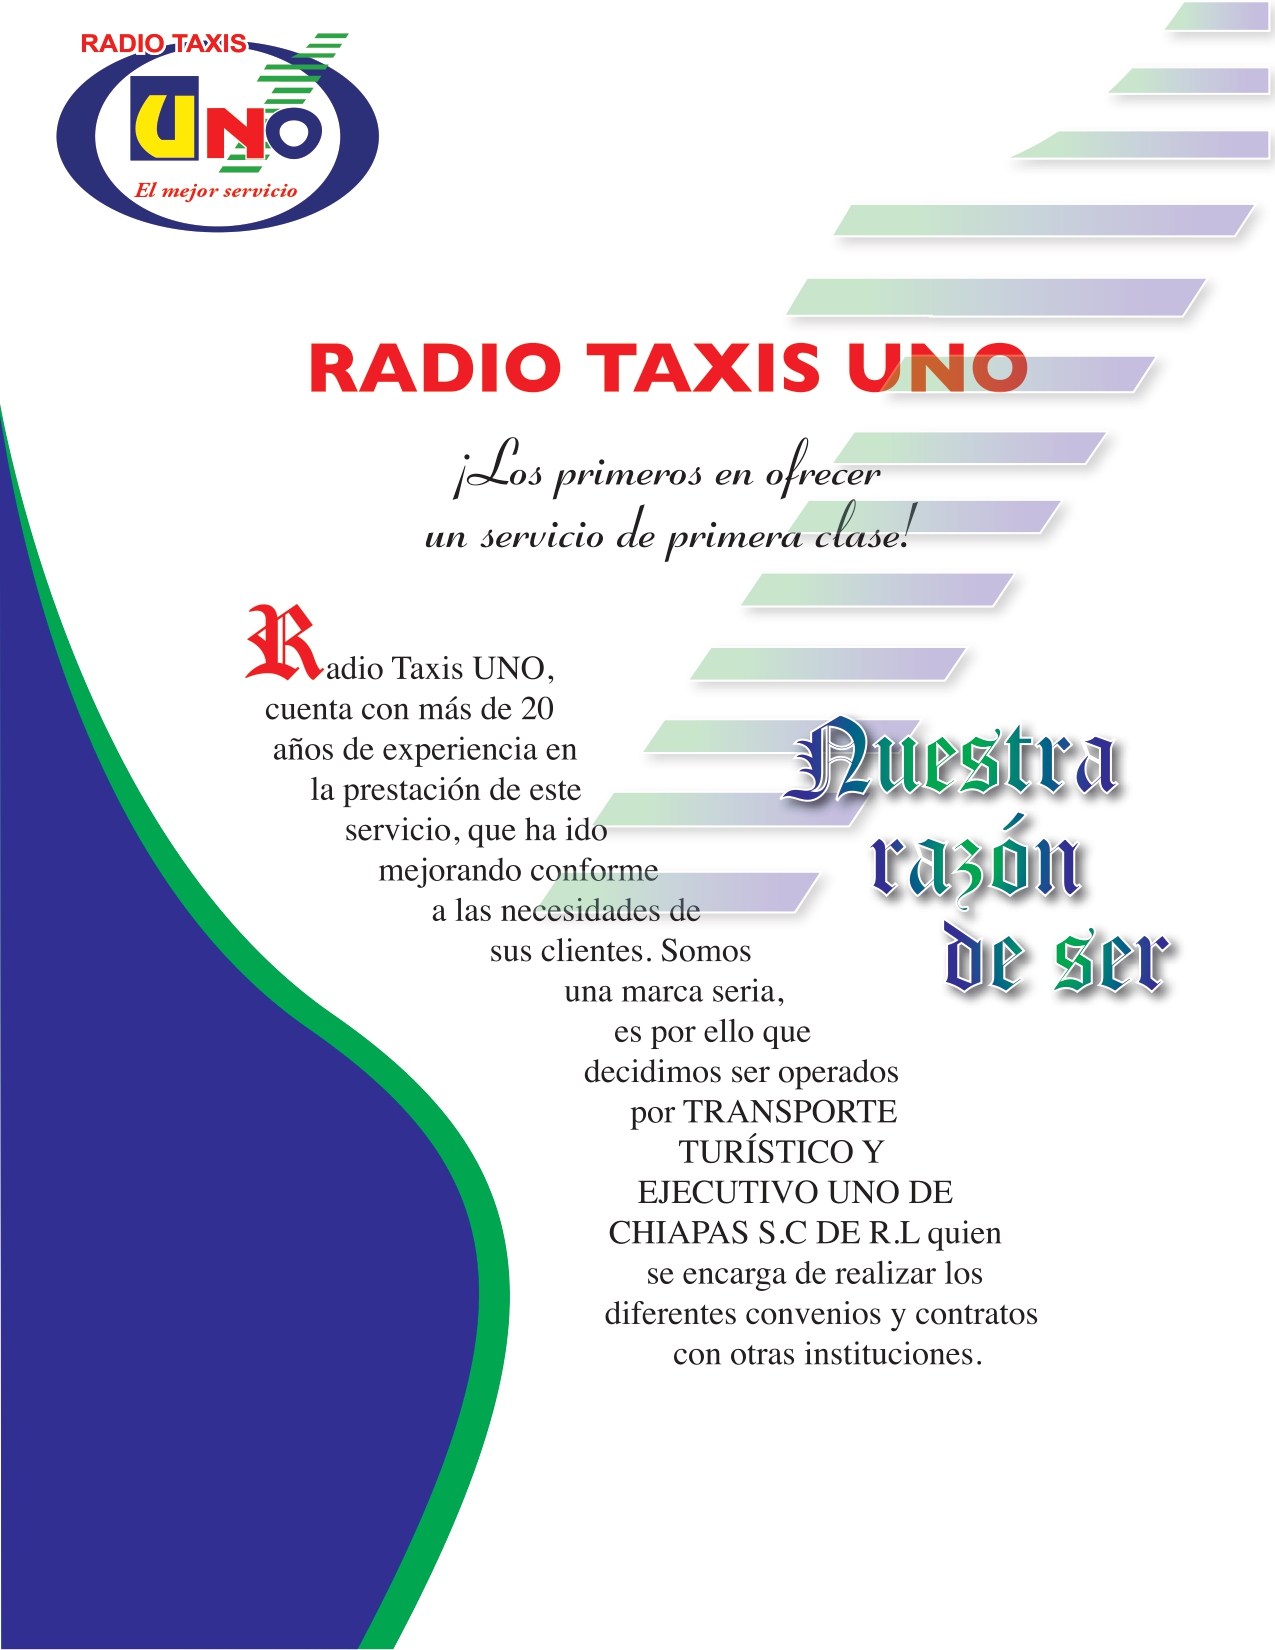 RADIO TAXIS
UNO
El mejor servicio
RADIO TAXIS UNO
¡Los primeros en ofrecer
un servicio de primera clase!
Radio Taxis UNO,
cuenta con más de 20
años de experiencia en
la prestación de este
servicio, que ha ido
mejorando conforme
a las necesidades de
sus clientes. Somos
una marca seria,
es por ello que
decidimos ser operados
por TRANSPORTE
TURÍSTICO Y
EJECUTIVO UNO DE
CHIAPAS S.C DE R.L quien
se encarga de realizar los
diferentes convenios y contratos
con otras instituciones.
Nuestra
razón
de ser